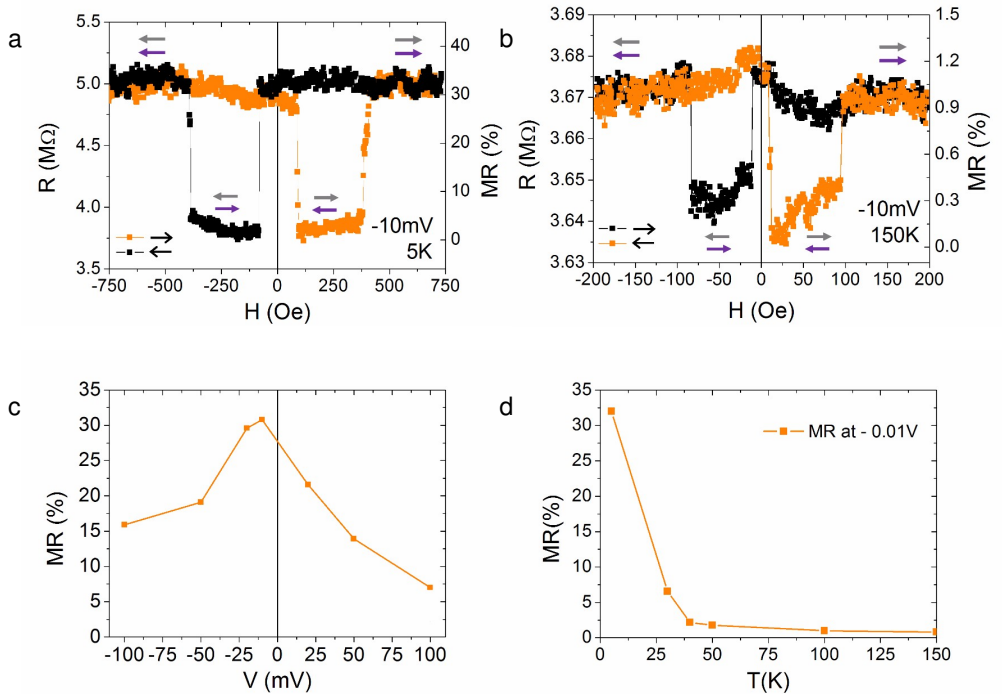 a
5.5
5.0
4.5
4.0
3.5
R (MΩ)
40
30
20
10
0
MR (%)
-10mV
5K
-750 -500 -250 0 250 500 750
H (Oe)
b
3.69
3.68
3.67
3.66
3.65
3.64
3.63
R (MΩ)
1.5
1.2
0.9
0.6
0.3
0.0
MR (%)
-10mV
150K
-200 -150 -100 -50 0 50 100 150 200
H (Oe)
c
35
30
25
20
15
10
5
0
MR (%)
-100 -75 -50 -25 0 25 50 75 100
V (mV)
d
35
30
25
20
15
10
5
0
MR(%)
MR at - 0.01V
0 25 50 75 100 125 150
T(K)